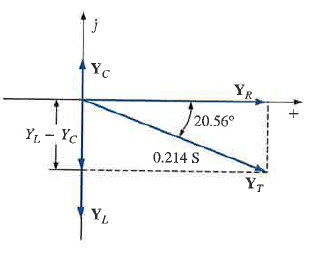 j
Y_C
Y_R
+
20.56°
Y_L – Y_C
0.214 S
Y_T
Y_L